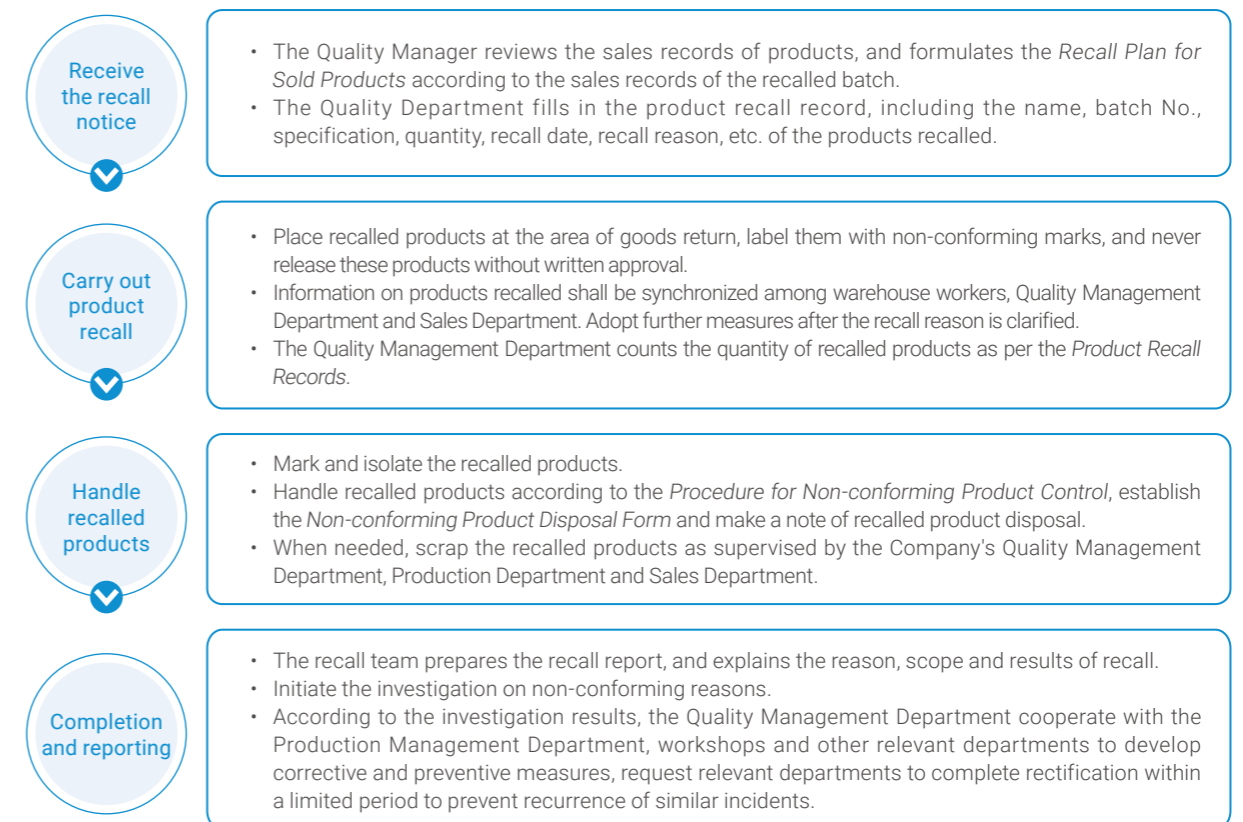 Receive
the recall
notice
• The Quality Manager reviews the sales records of products, and formulates the Recall Plan for
Sold Products according to the sales records of the recalled batch.
• The Quality Department fills in the product recall record, including the name, batch No.,
specification, quantity, recall date, recall reason, etc. of the products recalled.
Carry out
product
recall
• Place recalled products at the area of goods return, label them with non-conforming marks, and never
release these products without written approval.
• Information on products recalled shall be synchronized among warehouse workers, Quality Management
Department and Sales Department. Adopt further measures after the recall reason is clarified.
• The Quality Management Department counts the quantity of recalled products as per the Product Recall
Records.
Handle
recalled
products
• Mark and isolate the recalled products.
• Handle recalled products according to the Procedure for Non-conforming Product Control, establish
the Non-conforming Product Disposal Form and make a note of recalled product disposal.
• When needed, scrap the recalled products as supervised by the Company's Quality Management
Department, Production Department and Sales Department.
Completion
and reporting
• The recall team prepares the recall report, and explains the reason, scope and results of recall.
• Initiate the investigation on non-conforming reasons.
• According to the investigation results, the Quality Management Department cooperate with the
Production Management Department, workshops and other relevant departments to develop
corrective and preventive measures, request relevant departments to complete rectification within
a limited period to prevent recurrence of similar incidents.